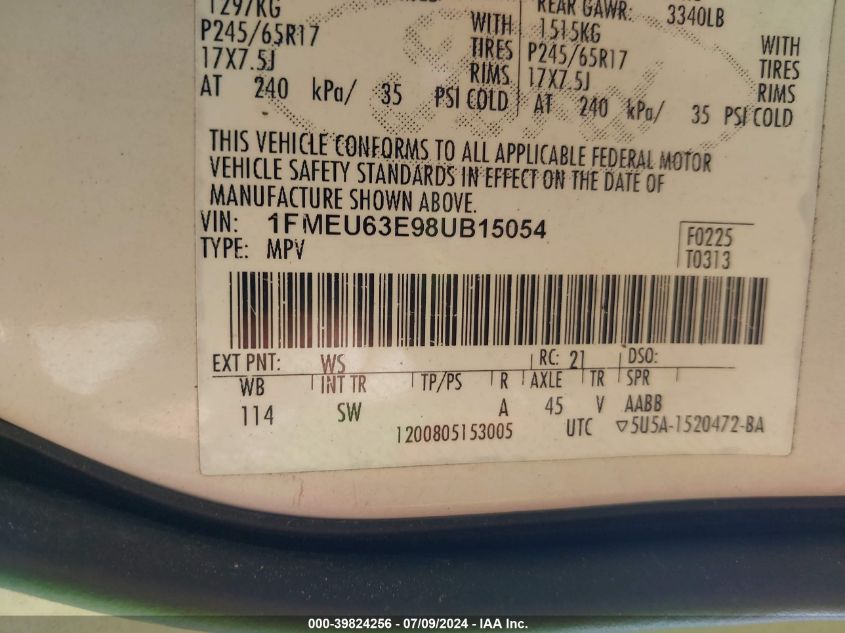 1297KG
REAR GAWR: 3340LB
P245/65R17 WITH
17X7.5J TIRES
RIMS
AT 240 kPa/ 35 PSI COLD
1515KG WITH
P245/65R17 TIRES
17X7.5J RIMS
AT 240 kPa/ 35 PSI COLD
THIS VEHICLE CONFORMS TO ALL APPLICABLE FEDERAL MOTOR
VEHICLE SAFETY STANDARDS IN EFFECT ON THE DATE OF
MANUFACTURE SHOWN ABOVE.
VIN: 1FMEU63E98UB15054
TYPE: MPV
F0225
T0313
EXT PNT: WS RC: 21 DSO:
WB INT TR TP/PS R AXLE TR SPR
114 SW A 45 V AABB
1200805153005 UTC ▽5U5A-1520472-BA
000-39824256 / 07/09/2024 - IAA Inc.